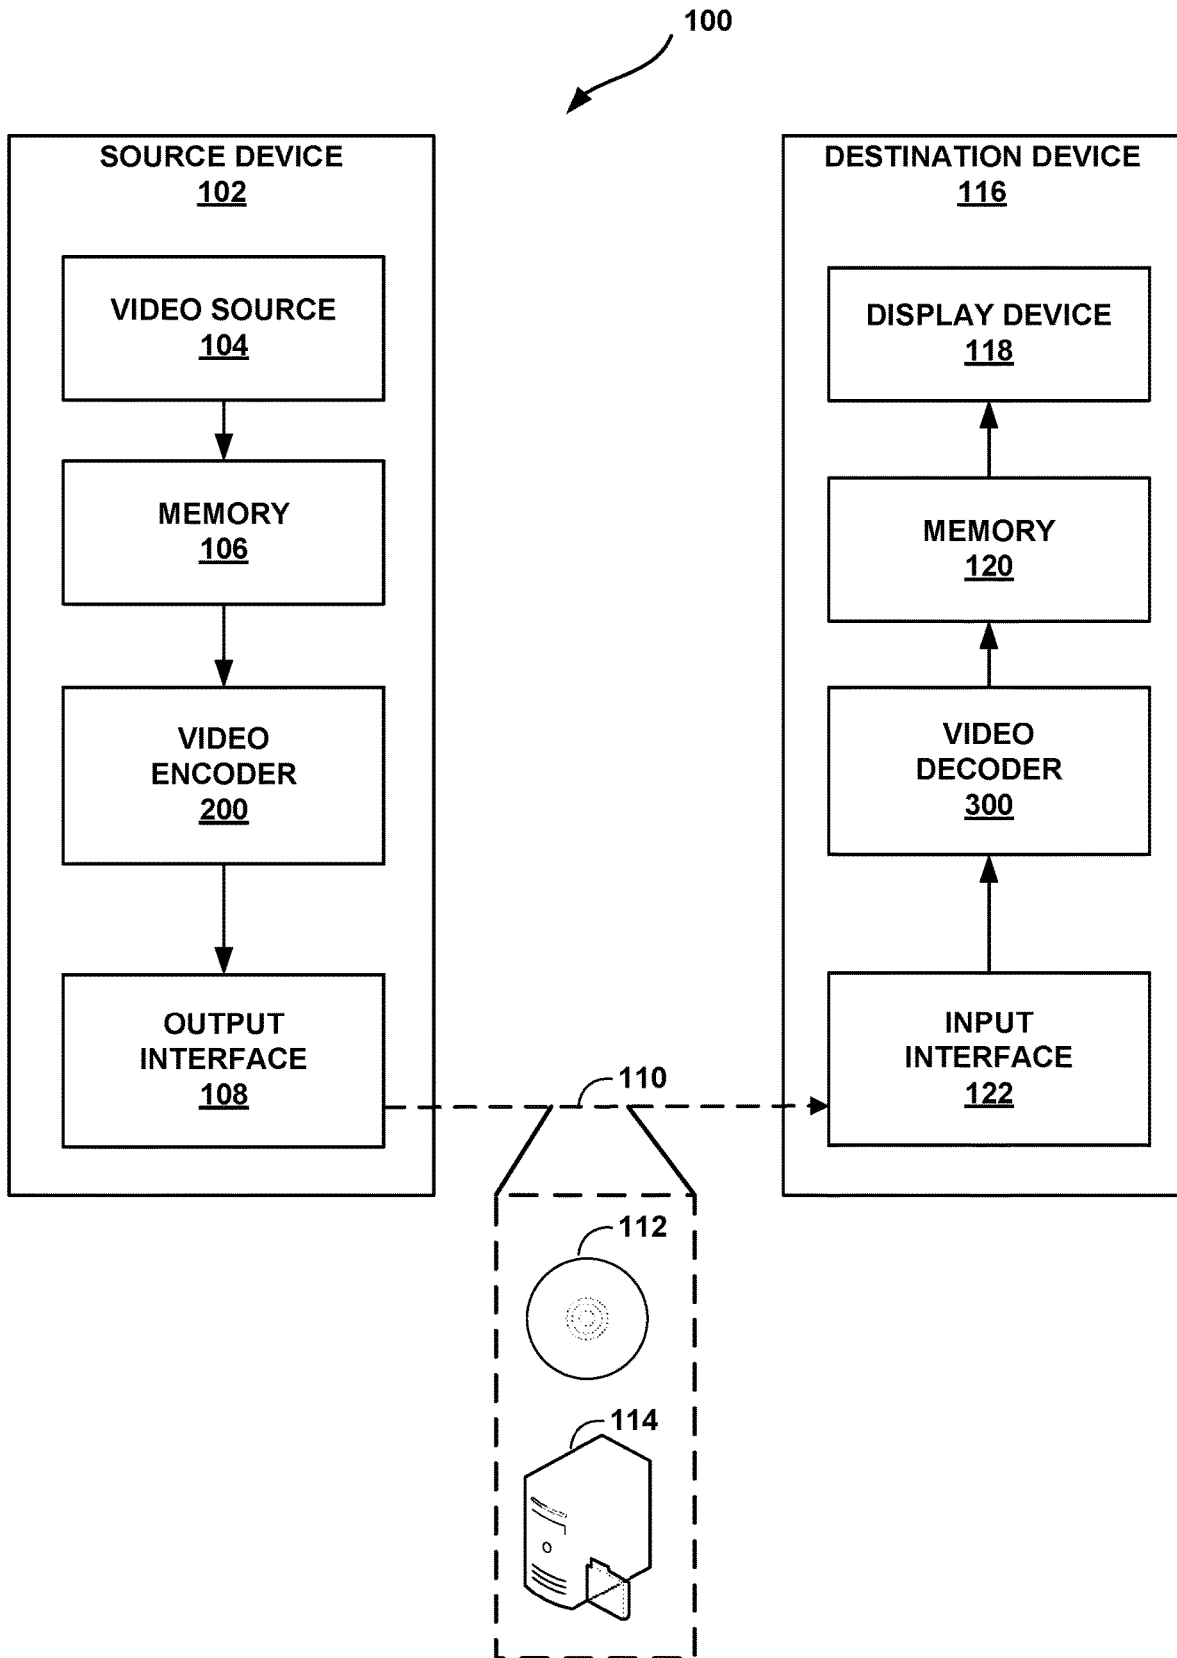 100
SOURCE DEVICE
102
VIDEO SOURCE
104
MEMORY
106
VIDEO
ENCODER
200
OUTPUT
INTERFACE
108
DESTINATION DEVICE
116
DISPLAY DEVICE
118
MEMORY
120
VIDEO
DECODER
300
INPUT
INTERFACE
122
110
112
114